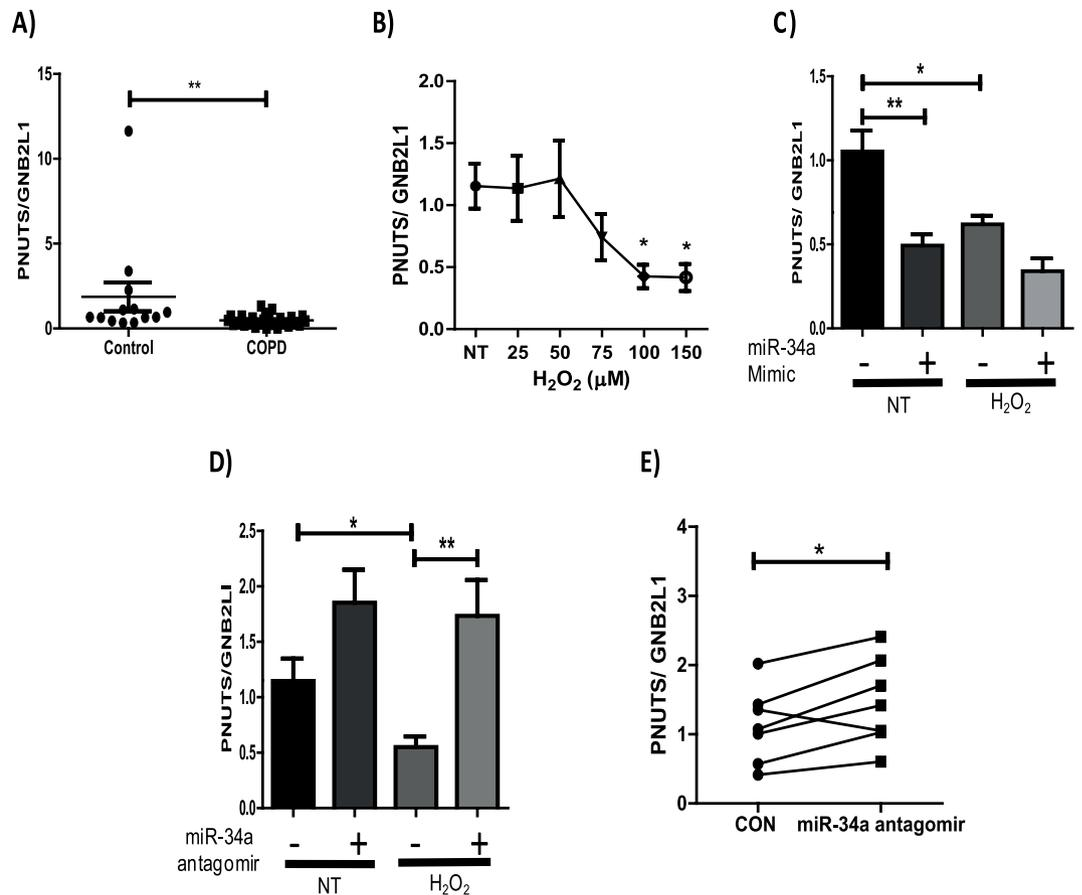 A)
PNUTS/GNB2L1
15
10
5
0
**
Control
COPD
B)
PNUTS/ GNB2L1
2.0
1.5
1.0
0.5
0.0
*
*
NT
25
50
75
100
150
H₂O₂ (μM)
C)
PNUTS/ GNB2L1
1.5
1.0
0.5
0.0
*
**
miR-34a
Mimic
-
+
-
+
NT
H₂O₂
D)
PNUTS/GNB2LI
2.5
2.0
1.5
1.0
0.5
0.0
*
**
miR-34a
antagomir
-
+
-
+
NT
H₂O₂
E)
PNUTS/ GNB2L1
4
3
2
1
0
*
CON
miR-34a antagomir